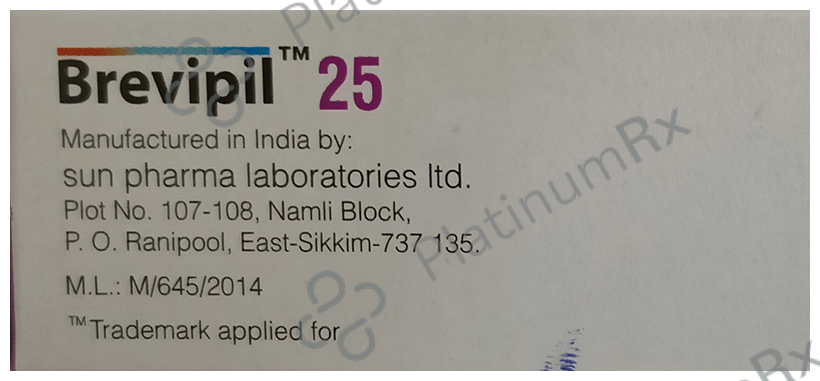 Brevipil™ 25
Manufactured in India by:
sun pharma laboratories ltd.
Plot No. 107-108, Namli Block,
P. O. Ranipool, East-Sikkim-737 135.
M.L.: M/645/2014
™Trademark applied for
PlatinumRx
PlatinumRx